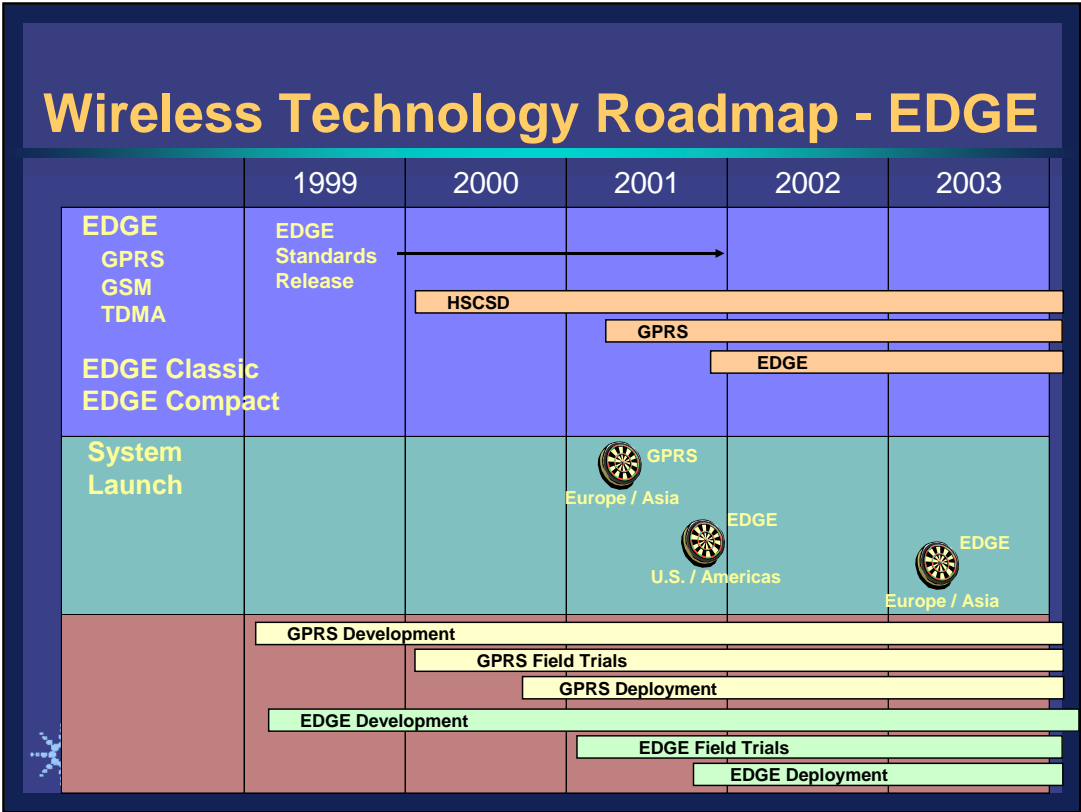 Wireless Technology Roadmap - EDGE
1999 2000 2001 2002 2003
EDGE
GPRS
GSM
TDMA
EDGE Classic
EDGE Compact
EDGE
Standards
Release
HSCSD
GPRS
EDGE
System
Launch
GPRS
Europe / Asia
EDGE
U.S. / Americas
EDGE
Europe / Asia
GPRS Development
GPRS Field Trials
GPRS Deployment
EDGE Development
EDGE Field Trials
EDGE Deployment